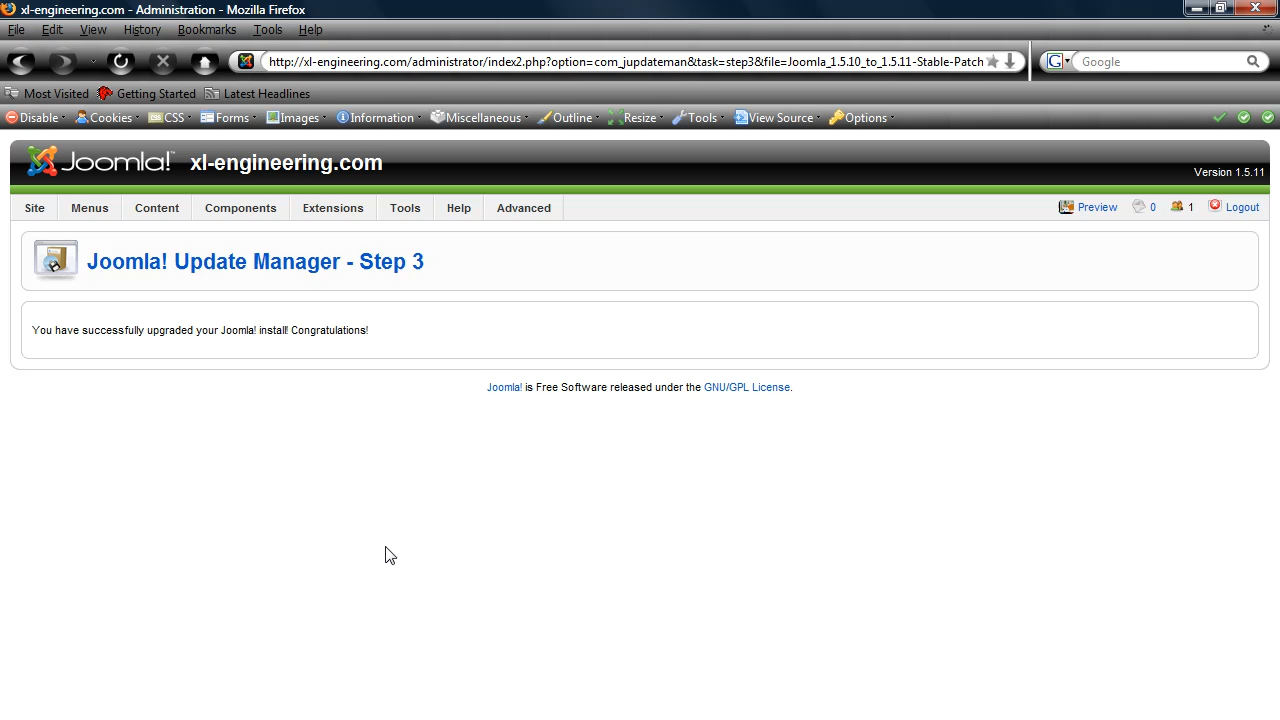 xl-engineering.com - Administration - Mozilla Firefox
File Edit View History Bookmarks Tools Help
http://xl-engineering.com/administrator/index2.php?option=com_jupdateman&task=step3&file=Joomla_1.5.10_to_1.5.11-Stable-Patch
G Google
Most Visited Getting Started Latest Headlines
Disable Cookies CSS Forms Images Information Miscellaneous Outline Resize Tools View Source Options
Joomla!™ xl-engineering.com
Version 1.5.11
Site Menus Content Components Extensions Tools Help Advanced Preview 0 1 Logout
Joomla! Update Manager - Step 3
You have successfully upgraded your Joomla! install! Congratulations!
Joomla! is Free Software released under the GNU/GPL License.